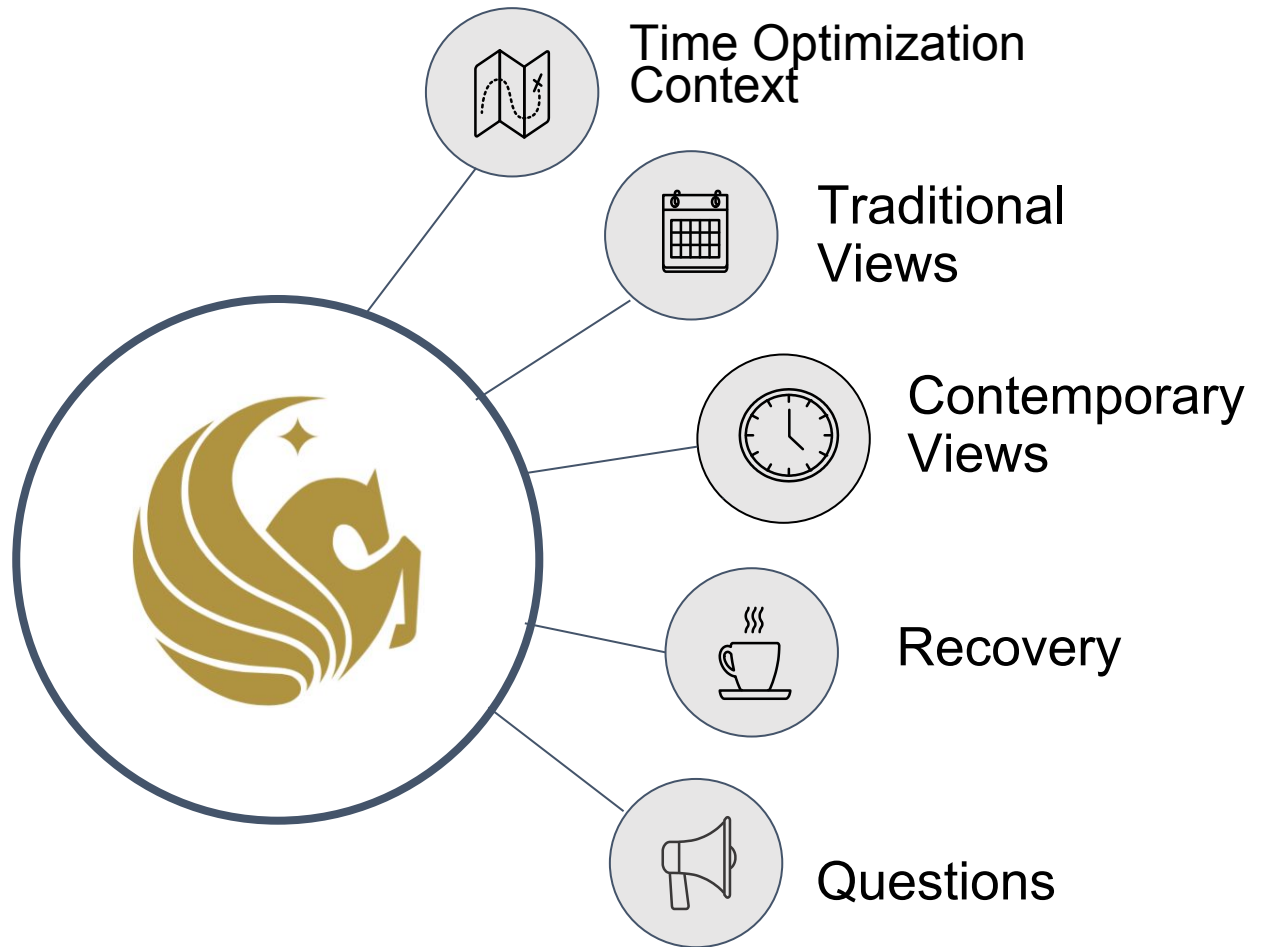 Time Optimization
Context
Traditional
Views
Contemporary
Views
Recovery
Questions